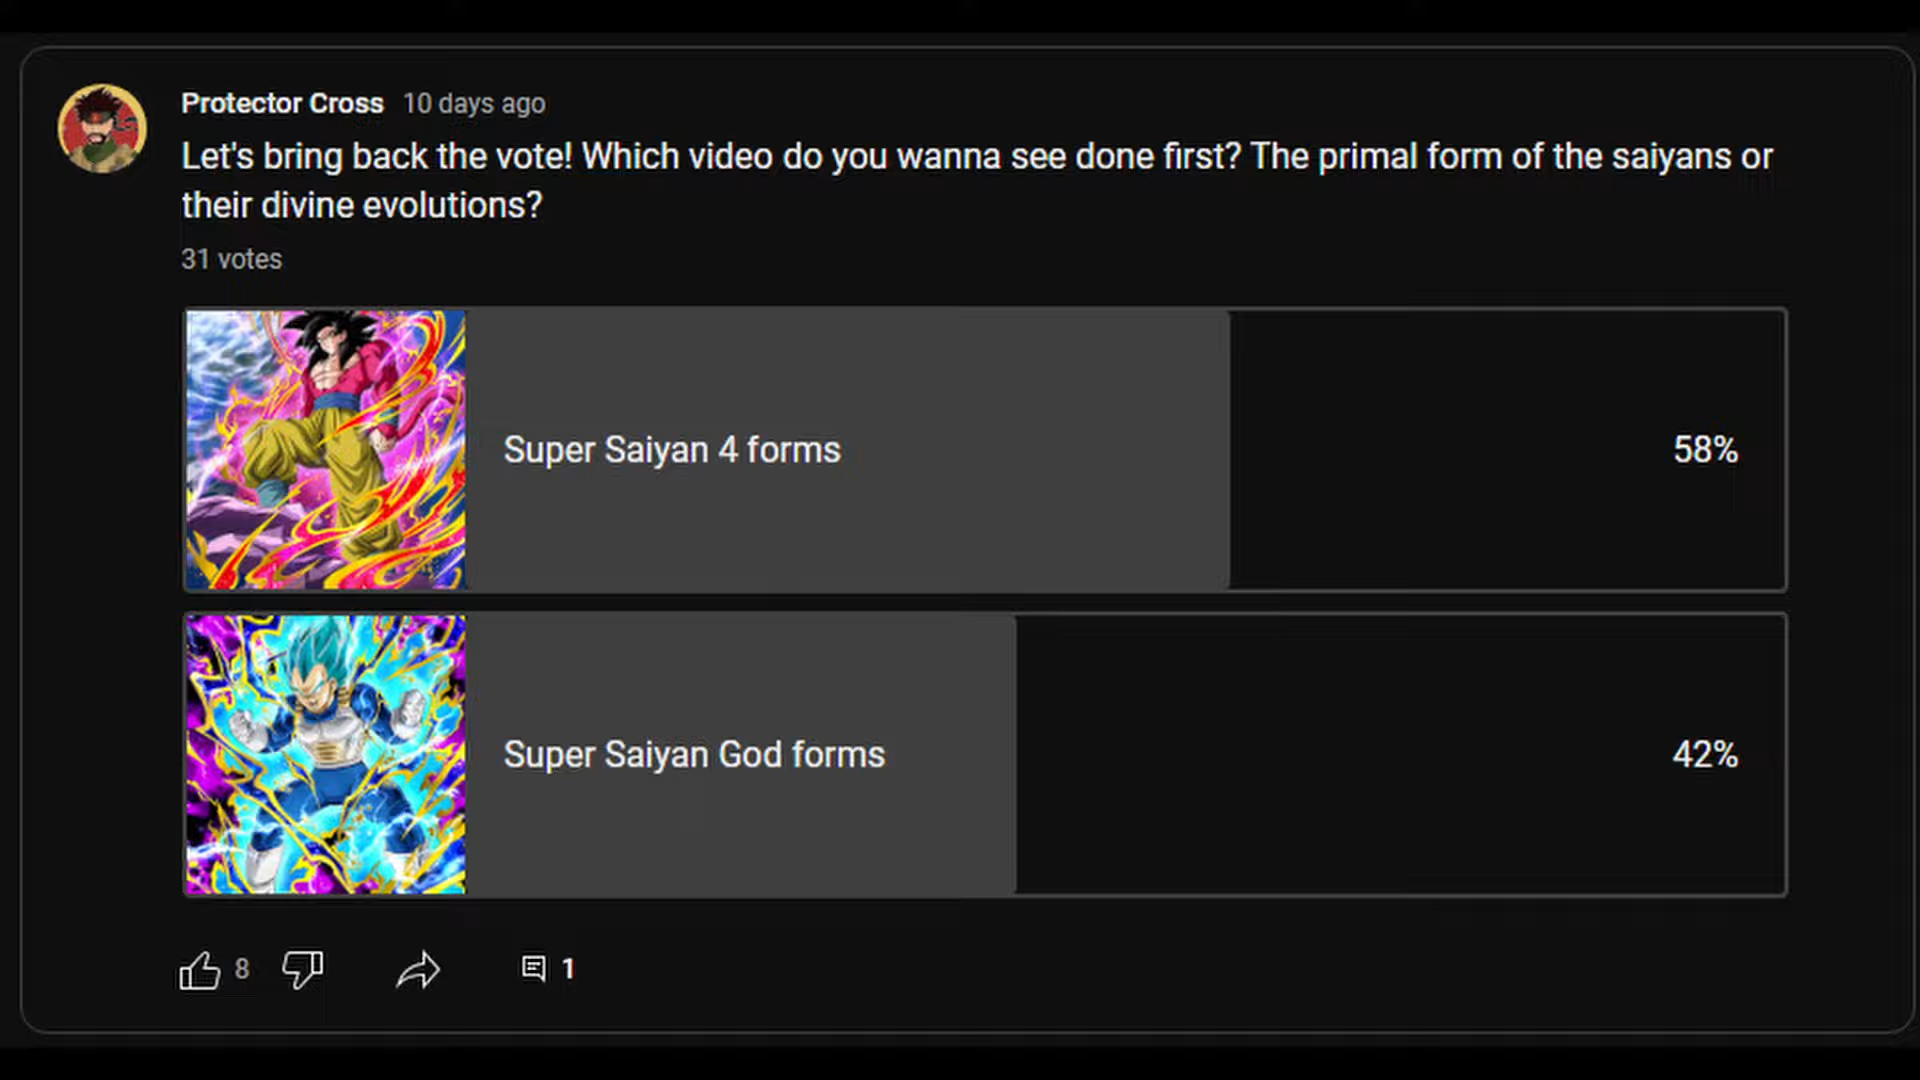 Protector Cross 10 days ago
Let's bring back the vote! Which video do you wanna see done first? The primal form of the saiyans or
their divine evolutions?
31 votes
Super Saiyan 4 forms 58%
Super Saiyan God forms 42%
8 1